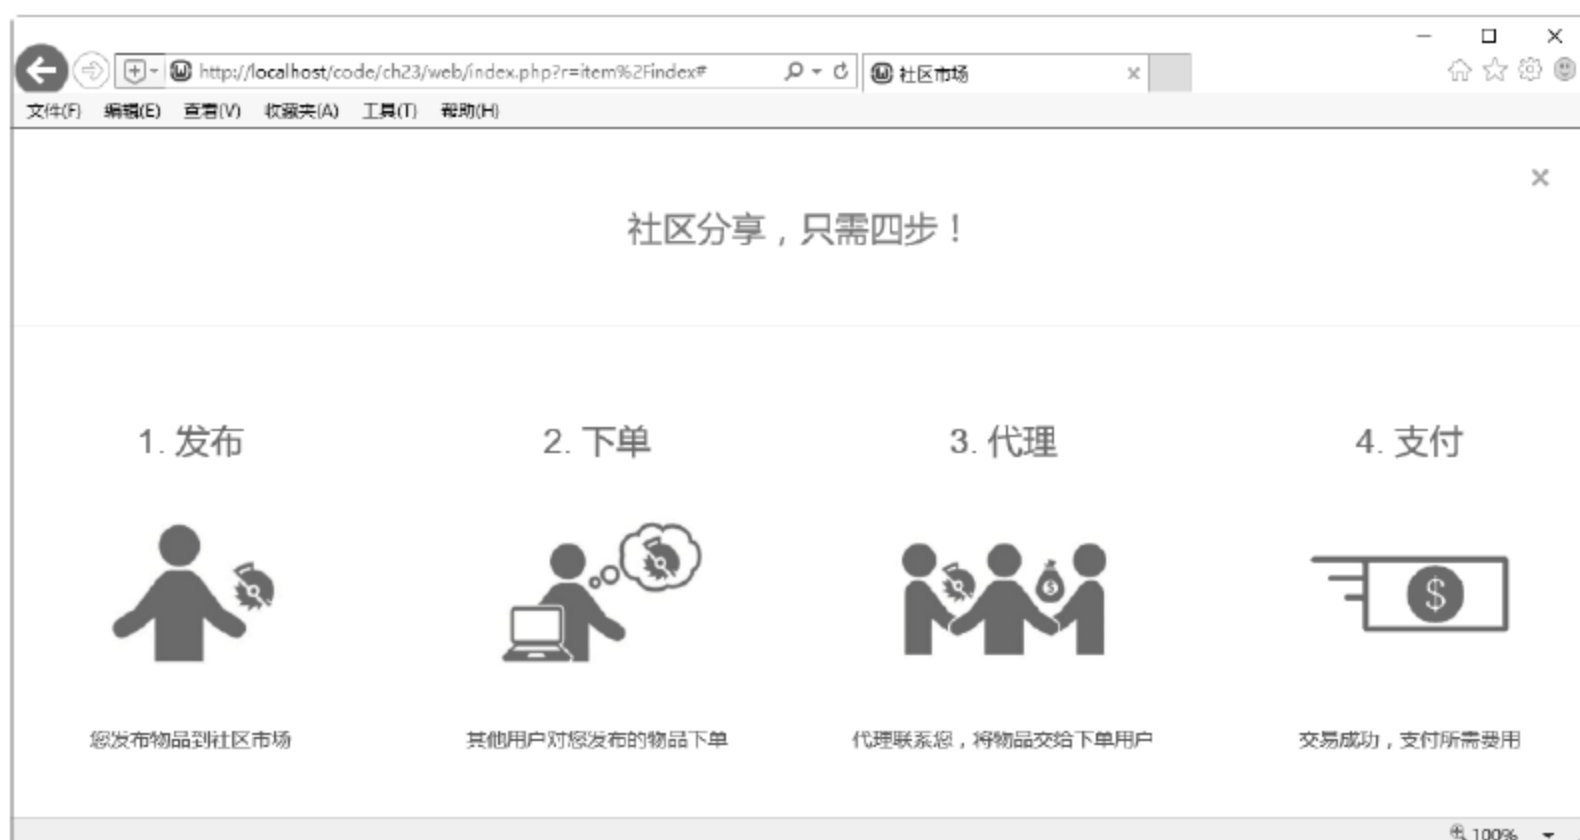 http://localhost/code/ch23/web/index.php?r=item%2Findex#
社区市场
文件(F) 编辑(E) 查看(V) 收藏夹(A) 工具(T) 帮助(H)
社区分享，只需四步！
1. 发布 2. 下单 3. 代理 4. 支付
$ $
您发布物品到社区市场 其他用户对您发布的物品下单 代理联系您，将物品交给下单用户 交易成功，支付所需费用
100%